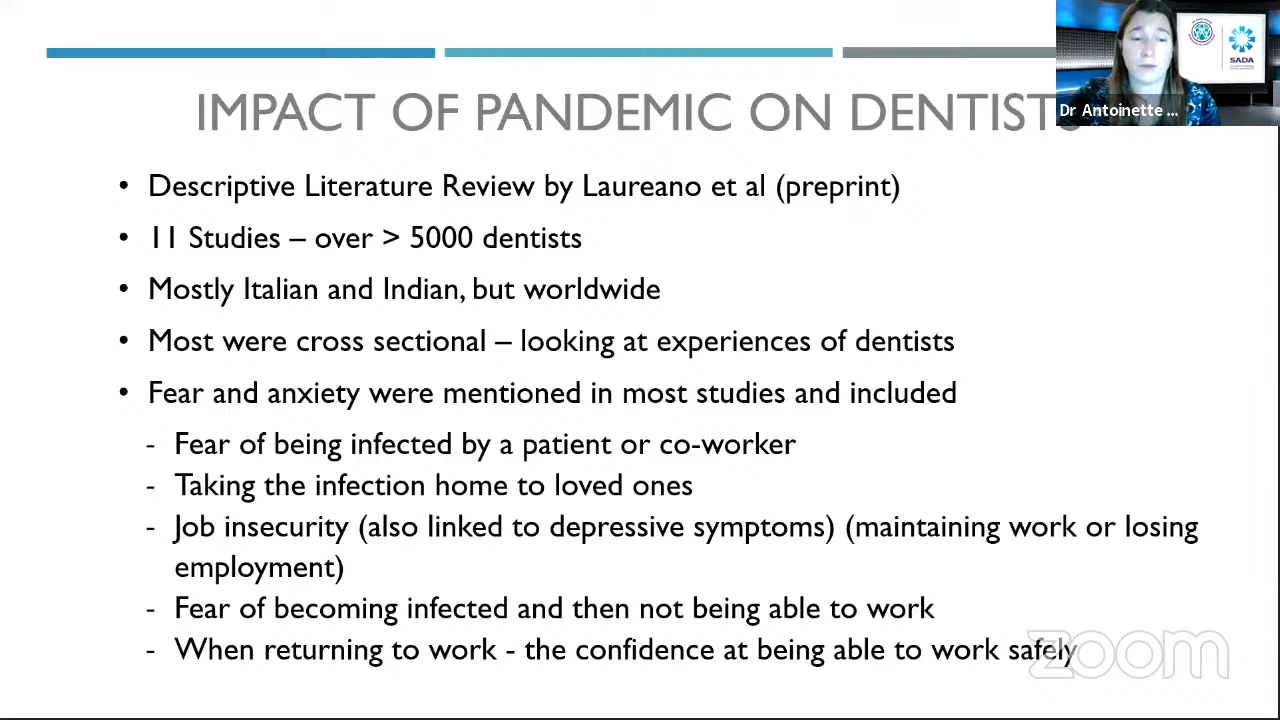 IMPACT OF PANDEMIC ON DENTISTS
Dr Antoinette ...
SADA
• Descriptive Literature Review by Laureano et al (preprint)
• 11 Studies – over > 5000 dentists
• Mostly Italian and Indian, but worldwide
• Most were cross sectional – looking at experiences of dentists
• Fear and anxiety were mentioned in most studies and included
- Fear of being infected by a patient or co-worker
- Taking the infection home to loved ones
- Job insecurity (also linked to depressive symptoms) (maintaining work or losing
employment)
- Fear of becoming infected and then not being able to work
- When returning to work - the confidence at being able to work safely
zoom